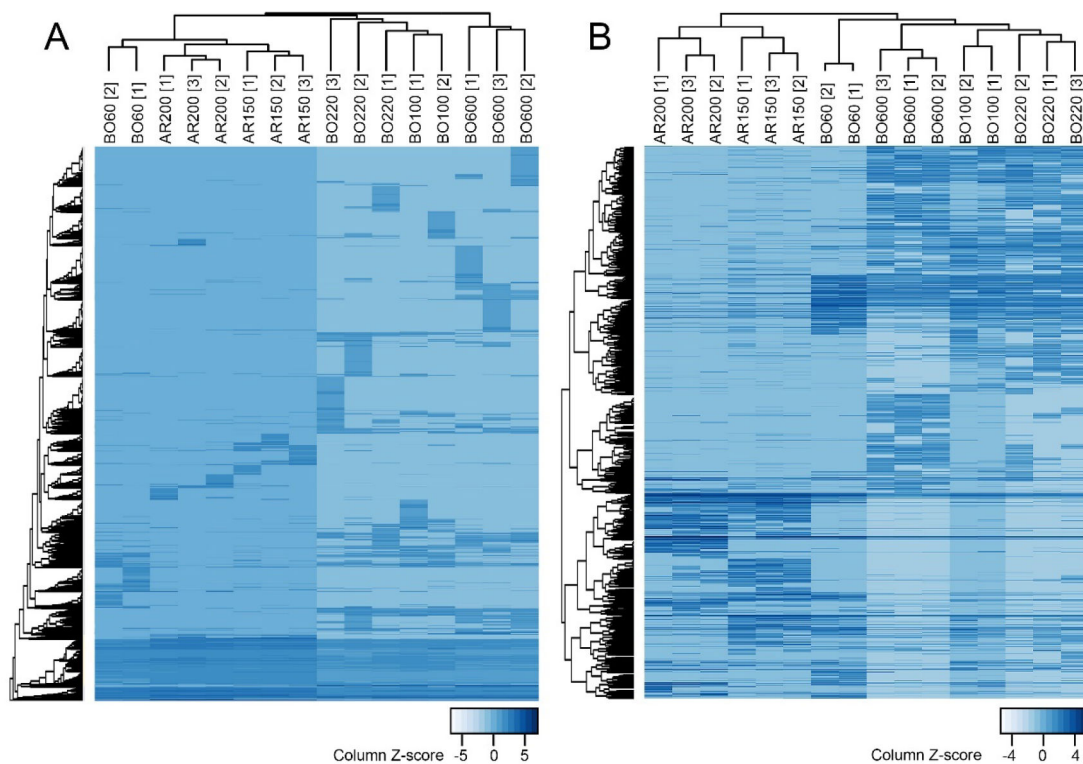 A
BO60 [2]
BO60 [1]
AR200 [1]
AR200 [3]
AR200 [2]
AR150 [1]
AR150 [2]
AR150 [3]
BO220 [3]
BO220 [2]
BO220 [1]
BO100 [1]
BO100 [2]
BO600 [1]
BO600 [3]
BO600 [2]
Column Z-score
-5 0 5
B
AR200 [1]
AR200 [3]
AR200 [2]
AR150 [1]
AR150 [3]
AR150 [2]
BO60 [2]
BO60 [1]
BO600 [3]
BO600 [1]
BO600 [2]
BO100 [2]
BO100 [1]
BO220 [2]
BO220 [1]
BO220 [3]
Column Z-score
-4 0 4